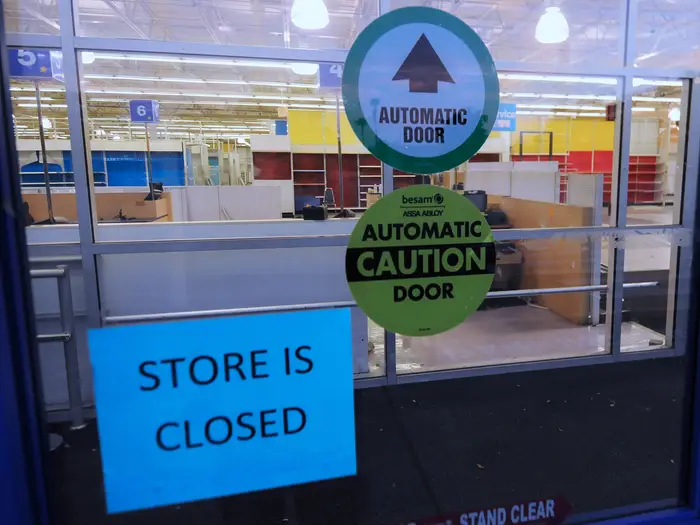 5
6
AUTOMATIC
DOOR
besam
ASSA ABLOY
AUTOMATIC
CAUTION
DOOR
STORE IS
CLOSED
STAND CLEAR